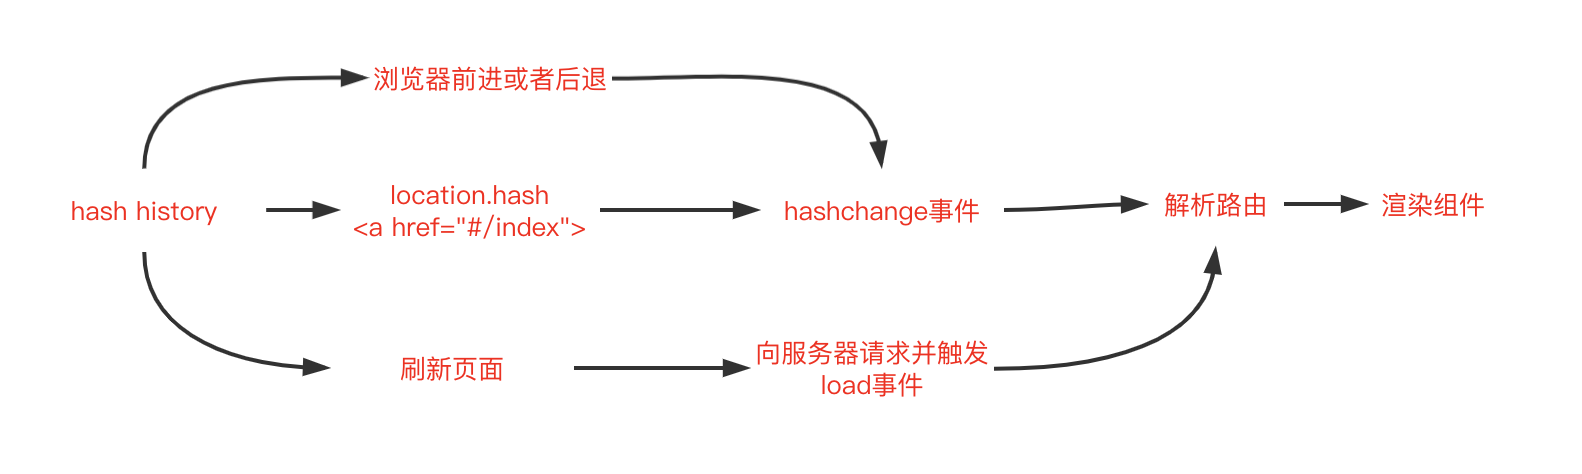 浏览器前进或者后退
hash history
location.hash
<a href="#/index">
hashchange事件
解析路由
渲染组件
刷新页面
向服务器请求并触发
load事件